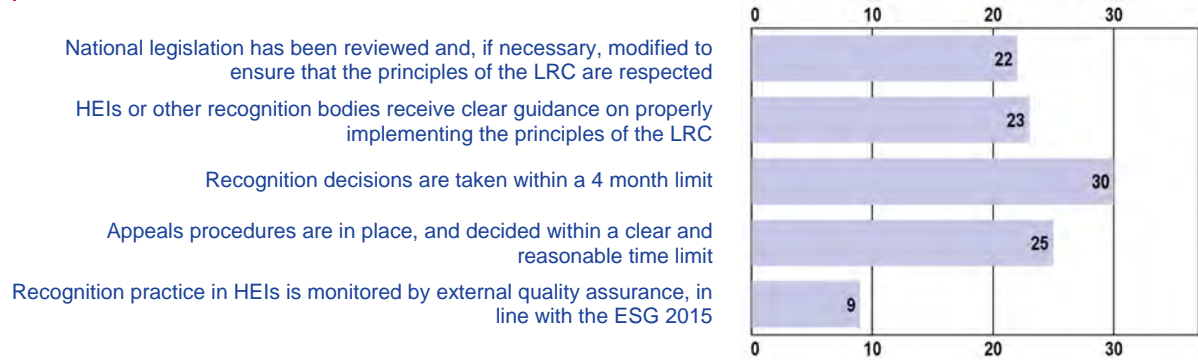 0 10 20 30
National legislation has been reviewed and, if necessary, modified to
ensure that the principles of the LRC are respected
22
HEIs or other recognition bodies receive clear guidance on properly
implementing the principles of the LRC
23
Recognition decisions are taken within a 4 month limit
30
Appeals procedures are in place, and decided within a clear and
reasonable time limit
25
Recognition practice in HEIs is monitored by external quality assurance, in
line with the ESG 2015
9
0 10 20 30